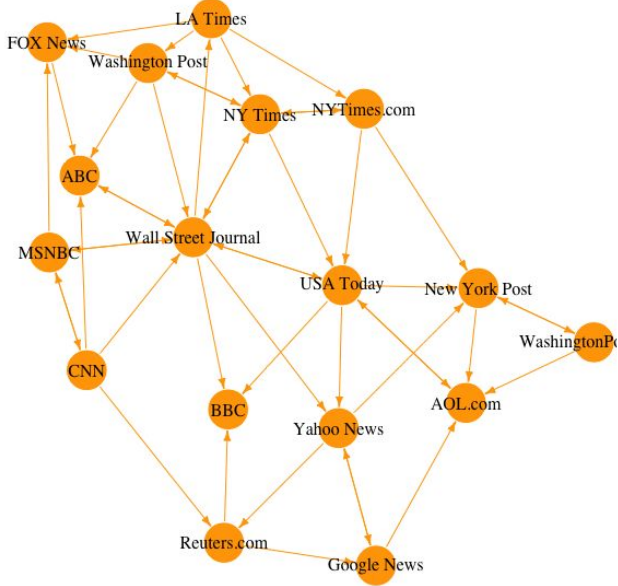 LA Times
FOX News
Washington Post
NY Times
NYTimes.com
ABC
Wall Street Journal
MSNBC
USA Today
New York Post
WashingtonPo
CNN
BBC
AOL.com
Yahoo News
Reuters.com
Google News